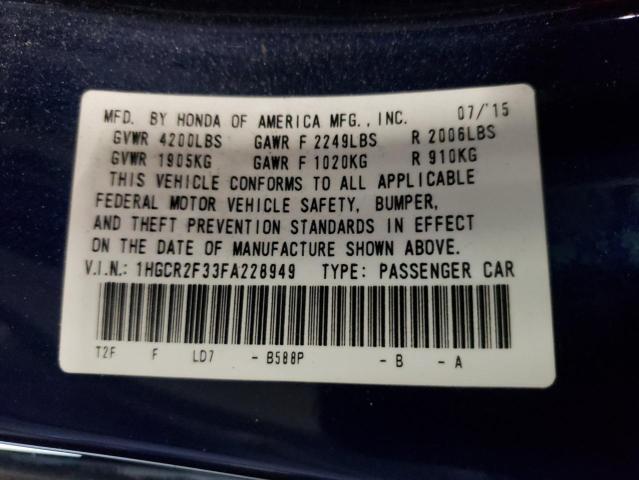 MFD. BY HONDA OF AMERICA MFG., INC. 07/'15
GVWR 4200LBS GAWR F 2249LBS R 2006LBS
GVWR 1905KG GAWR F 1020KG R 910KG
THIS VEHICLE CONFORMS TO ALL APPLICABLE
FEDERAL MOTOR VEHICLE SAFETY, BUMPER,
AND THEFT PREVENTION STANDARDS IN EFFECT
ON THE DATE OF MANUFACTURE SHOWN ABOVE.
V.I.N.: 1HGCR2F33FA228949 TYPE: PASSENGER CAR
T2F F LD7 - B588P - B - A